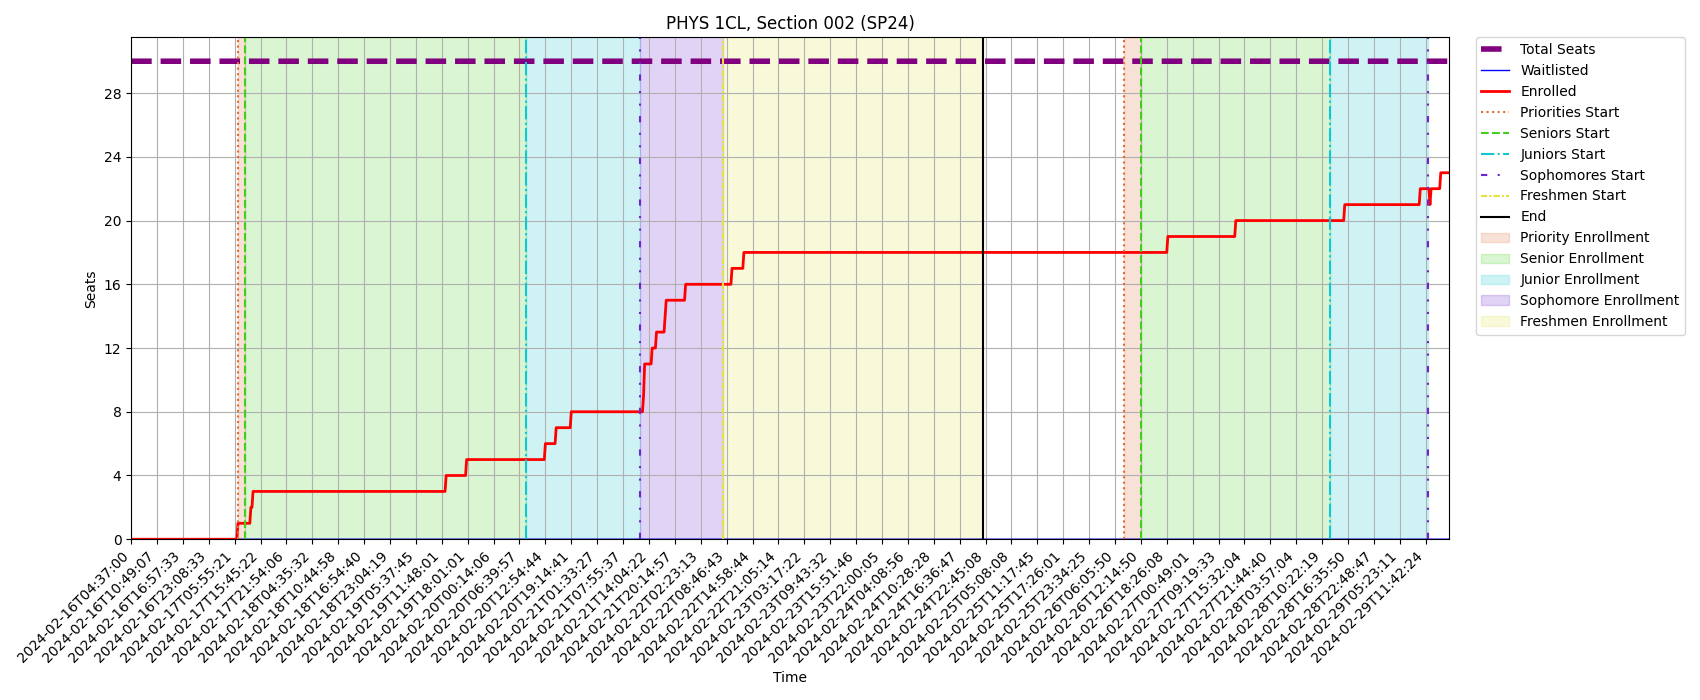 PHYS 1CL, Section 002 (SP24)
Seats
28
24
20
16
12
8
4
0
2024-02-16T04:37:00
2024-02-16T10:49:07
2024-02-16T16:57:33
2024-02-16T23:08:33
2024-02-17T05:55:21
2024-02-17T15:45:22
2024-02-17T21:54:06
2024-02-18T04:35:32
2024-02-18T10:44:58
2024-02-18T16:54:40
2024-02-18T23:04:19
2024-02-19T05:37:45
2024-02-19T11:48:01
2024-02-19T18:01:01
2024-02-20T00:14:06
2024-02-20T06:39:57
2024-02-20T12:54:44
2024-02-20T19:14:41
2024-02-21T01:33:27
2024-02-21T07:55:37
2024-02-21T14:04:22
2024-02-21T20:14:57
2024-02-22T02:23:13
2024-02-22T08:46:43
2024-02-22T14:58:44
2024-02-22T21:05:14
2024-02-23T03:17:22
2024-02-23T09:43:32
2024-02-23T15:51:46
2024-02-23T22:00:05
2024-02-24T04:08:56
2024-02-24T10:28:28
2024-02-24T16:36:47
2024-02-24T22:45:08
2024-02-25T05:08:08
2024-02-25T11:17:45
2024-02-25T17:26:01
2024-02-25T23:34:25
2024-02-26T06:05:50
2024-02-26T12:14:50
2024-02-26T18:26:08
2024-02-27T00:49:01
2024-02-27T09:19:33
2024-02-27T15:32:04
2024-02-27T21:44:40
2024-02-28T03:57:04
2024-02-28T10:22:19
2024-02-28T16:35:50
2024-02-28T22:48:47
2024-02-29T05:23:11
2024-02-29T11:42:24
Time
Total Seats
Waitlisted
Enrolled
Priorities Start
Seniors Start
Juniors Start
Sophomores Start
Freshmen Start
End
Priority Enrollment
Senior Enrollment
Junior Enrollment
Sophomore Enrollment
Freshmen Enrollment